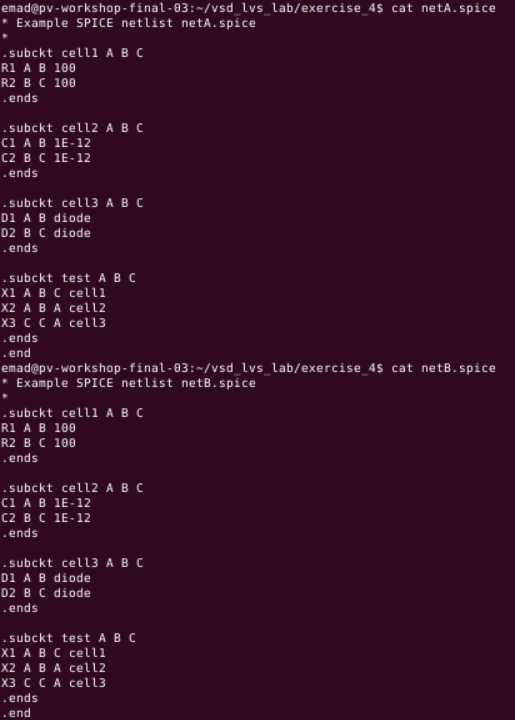 emad@pv-workshop-final-03:~/vsd_lvs_lab/exercise_4$ cat netA.spice
* Example SPICE netlist netA.spice
*
.subckt cell1 A B C
R1 A B 100
R2 B C 100
.ends
.subckt cell2 A B C
C1 A B 1E-12
C2 B C 1E-12
.ends
.subckt cell3 A B C
D1 A B diode
D2 B C diode
.ends
.subckt test A B C
X1 A B C cell1
X2 A B A cell2
X3 C C A cell3
.ends
.end
emad@pv-workshop-final-03:~/vsd_lvs_lab/exercise_4$ cat netB.spice
* Example SPICE netlist netB.spice
*
.subckt cell1 A B C
R1 A B 100
R2 B C 100
.ends
.subckt cell2 A B C
C1 A B 1E-12
C2 B C 1E-12
.ends
.subckt cell3 A B C
D1 A B diode
D2 B C diode
.ends
.subckt test A B C
X1 A B C cell1
X2 A B A cell2
X3 C C A cell3
.ends
.end